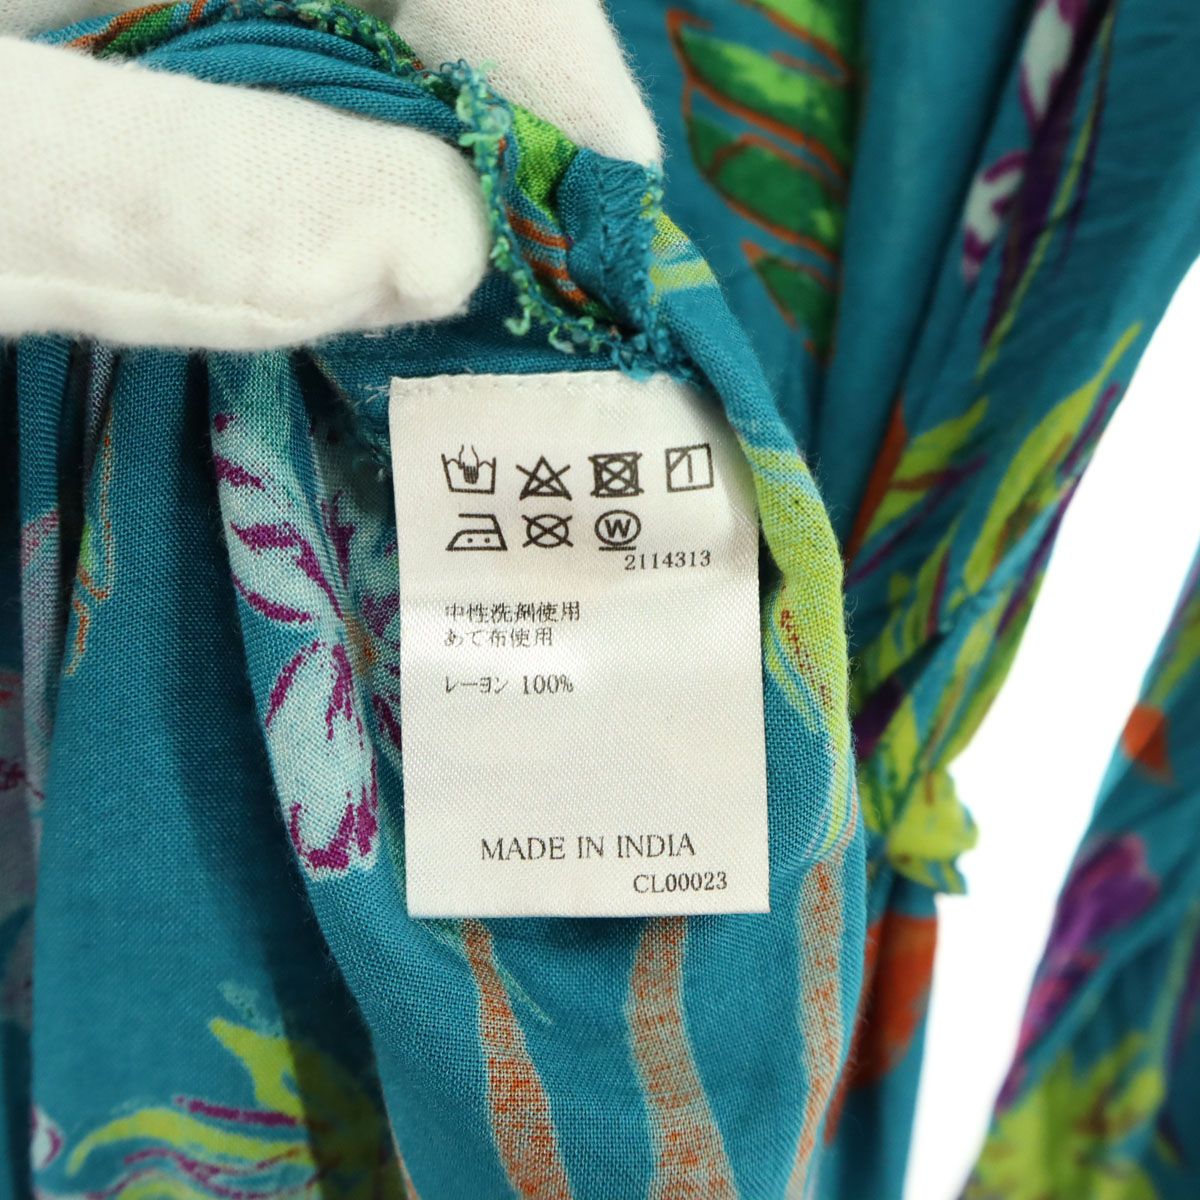 W
2114313
中性洗剤使用
あて布使用
レーヨン 100%
MADE IN INDIA
CL00023